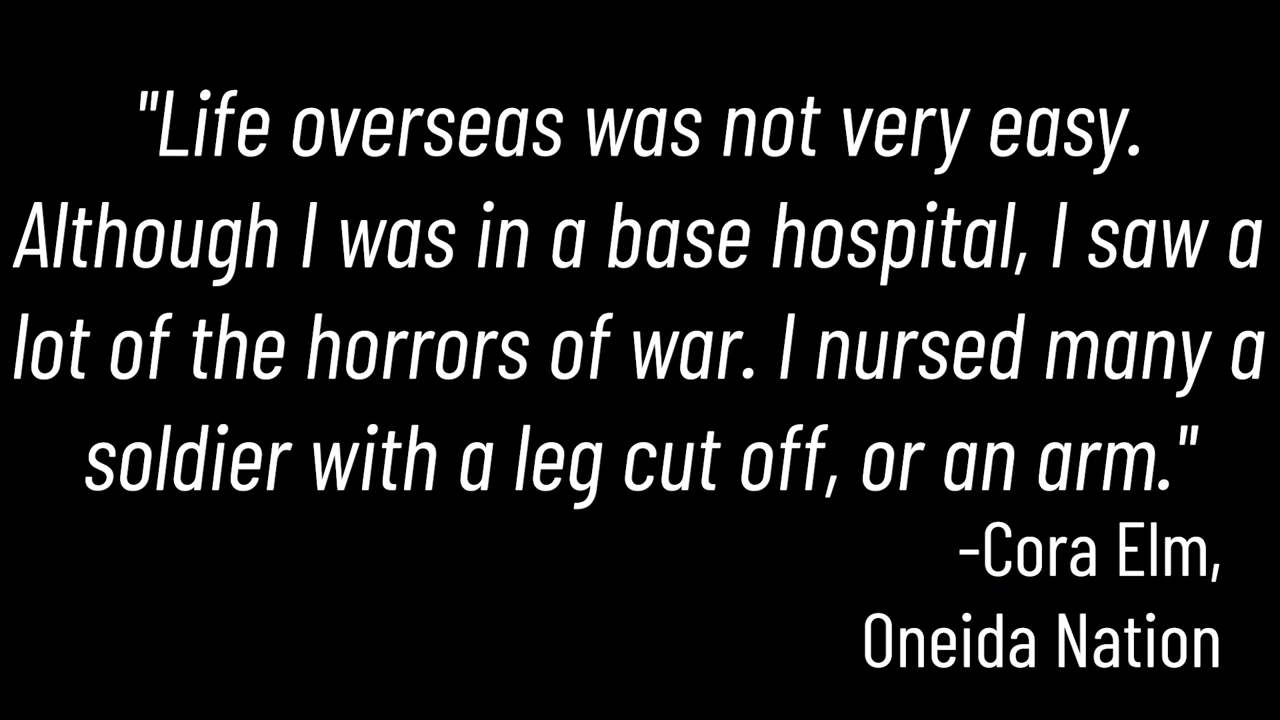 "Life overseas was not very easy.
Although I was in a base hospital, I saw a
lot of the horrors of war. I nursed many a
soldier with a leg cut off, or an arm."
-Cora Elm,
Oneida Nation